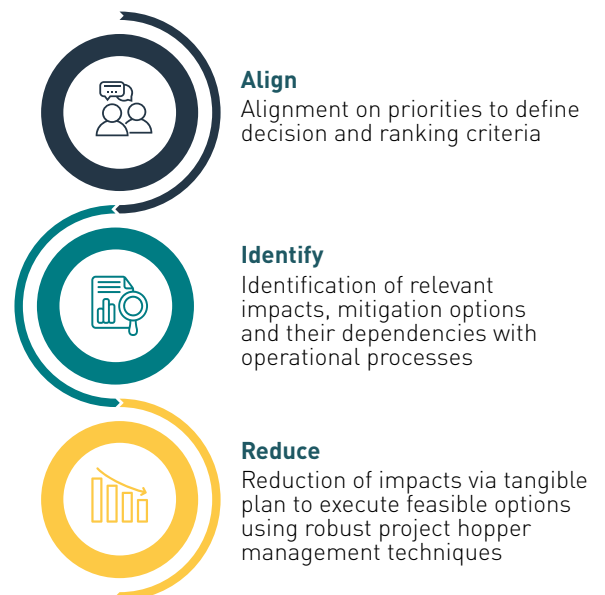 Align
Alignment on priorities to define
decision and ranking criteria
Identify
Identification of relevant
impacts, mitigation options
and their dependencies with
operational processes
Reduce
Reduction of impacts via tangible
plan to execute feasible options
using robust project hopper
management techniques